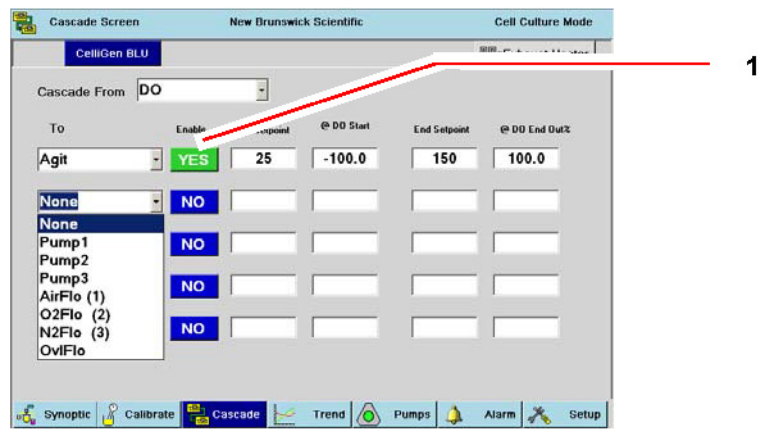 Cascade Screen New Brunswick Scientific Cell Culture Mode
CelliGen BLU
1
Cascade From DO
To Enable @ DO Start End Setpoint @ DO End Out%
Agit YES 25 -100.0 150 100.0
None NO
None
Pump1 NO
Pump2
Pump3 NO
AirFlo (1)
O2Flo (2)
N2Flo (3) NO
OvlFlo
Synoptic Calibrate Cascade Trend Pumps Alarm Setup